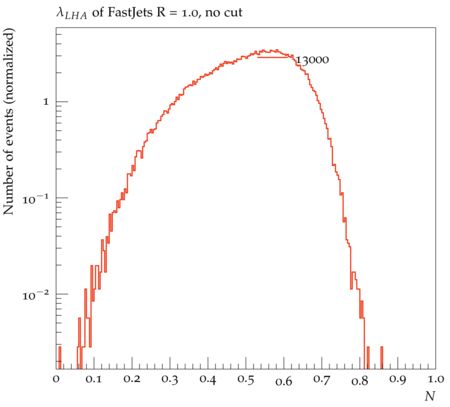 λLHA of FastJets R = 1.0, no cut
Number of events (normalized)
13000
1
10−1
10−2
0 0.1 0.2 0.3 0.4 0.5 0.6 0.7 0.8 0.9 1.0
N